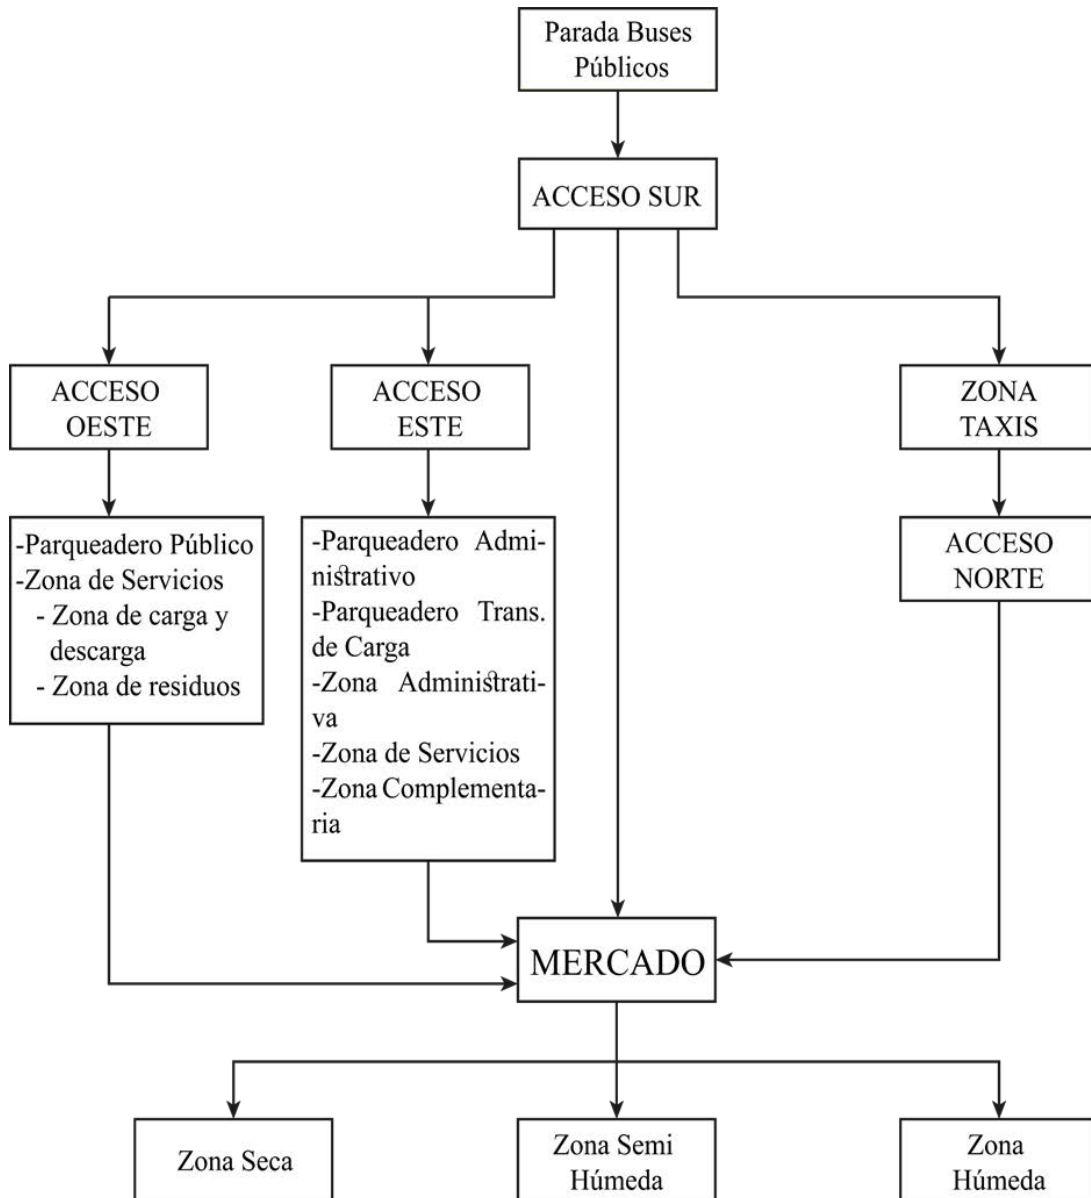 Parada Buses
Públicos
ACCESO SUR
ACCESO
OESTE
ACCESO
ESTE
ZONA
TAXIS
-Parqueadero Público
-Zona de Servicios
- Zona de carga y
descarga
- Zona de residuos
-Parqueadero Admi-
nistrativo
-Parqueadero Trans.
de Carga
-Zona Administrati-
va
-Zona de Servicios
-Zona Complementa-
ria
ACCESO
NORTE
MERCADO
Zona Seca
Zona Semi
Húmeda
Zona
Húmeda